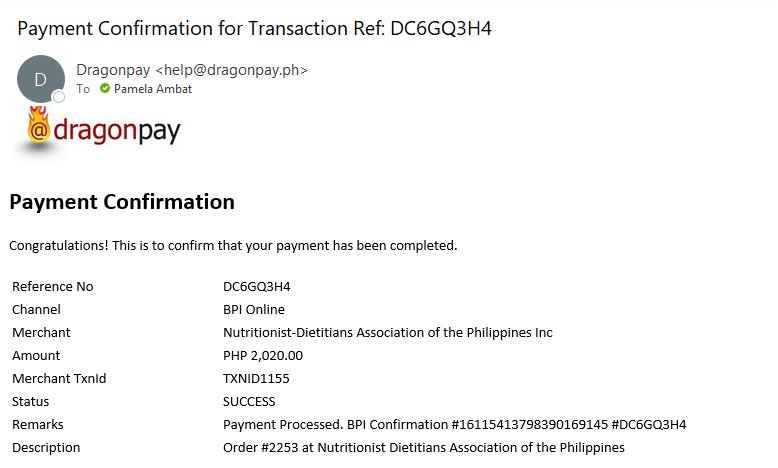 Payment Confirmation for Transaction Ref: DC6GQ3H4
D
Dragonpay <help@dragonpay.ph>
To Pamela Ambat
@dragonpay
Payment Confirmation
Congratulations! This is to confirm that your payment has been completed.
Reference No DC6GQ3H4
Channel BPI Online
Merchant Nutritionist-Dietitians Association of the Philippines Inc
Amount PHP 2,020.00
Merchant TxnId TXNID1155
Status SUCCESS
Remarks Payment Processed. BPI Confirmation #16115413798390169145 #DC6GQ3H4
Description Order #2253 at Nutritionist Dietitians Association of the Philippines